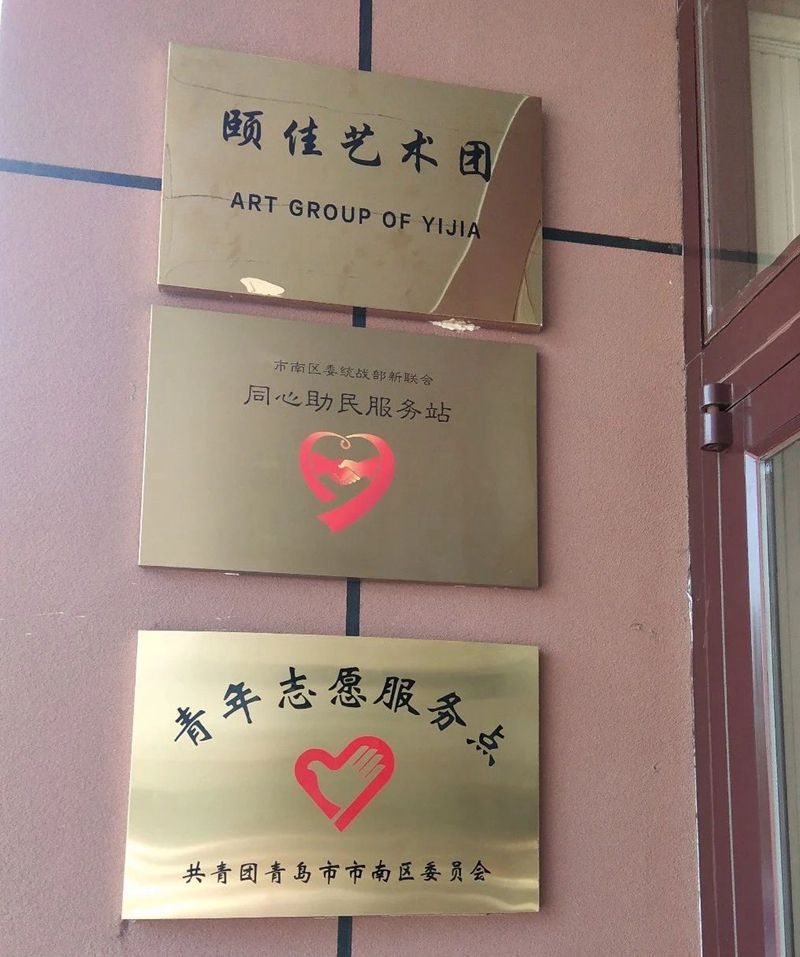 颐佳艺术团
ART GROUP OF YIJIA
市南区委统战部新联会
同心助民服务站
青年志愿服务点
共青团青岛市市南区委员会